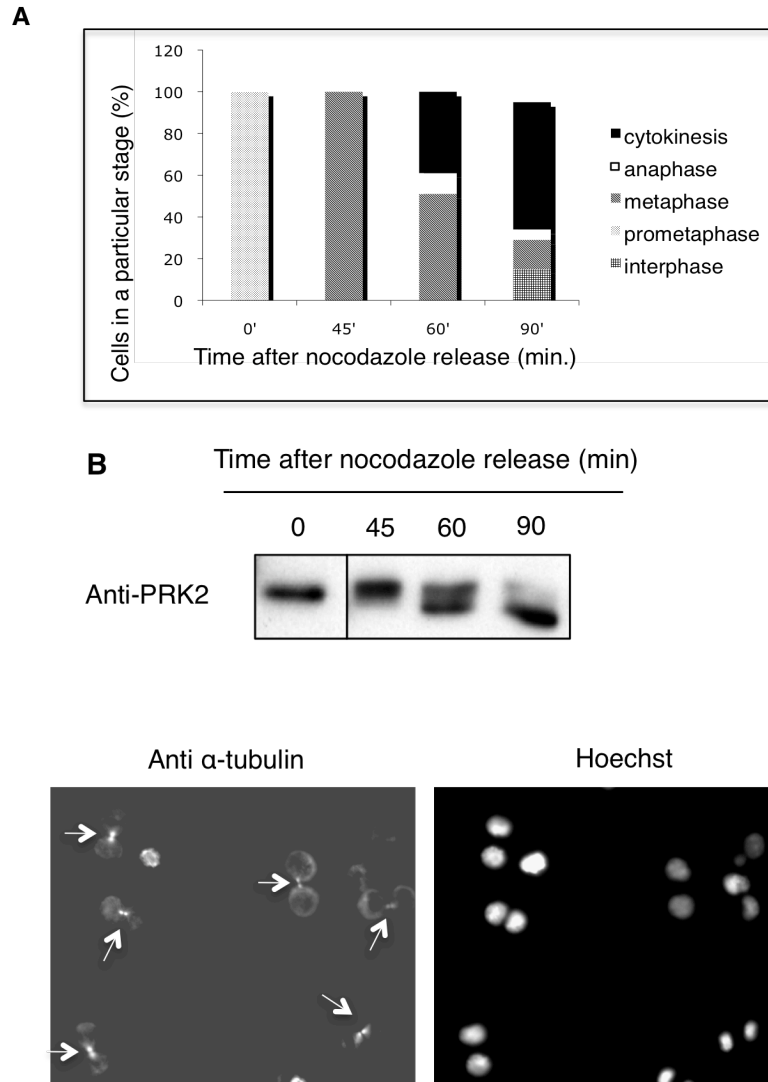 A
Cells in a particular stage (%)
120
100
80
60
40
20
0
0'
45'
60'
90'
Time after nocodazole release (min.)
cytokinesis
anaphase
metaphase
prometaphase
interphase
B
Time after nocodazole release (min)
0
45
60
90
Anti-PRK2
Anti α-tubulin
Hoechst